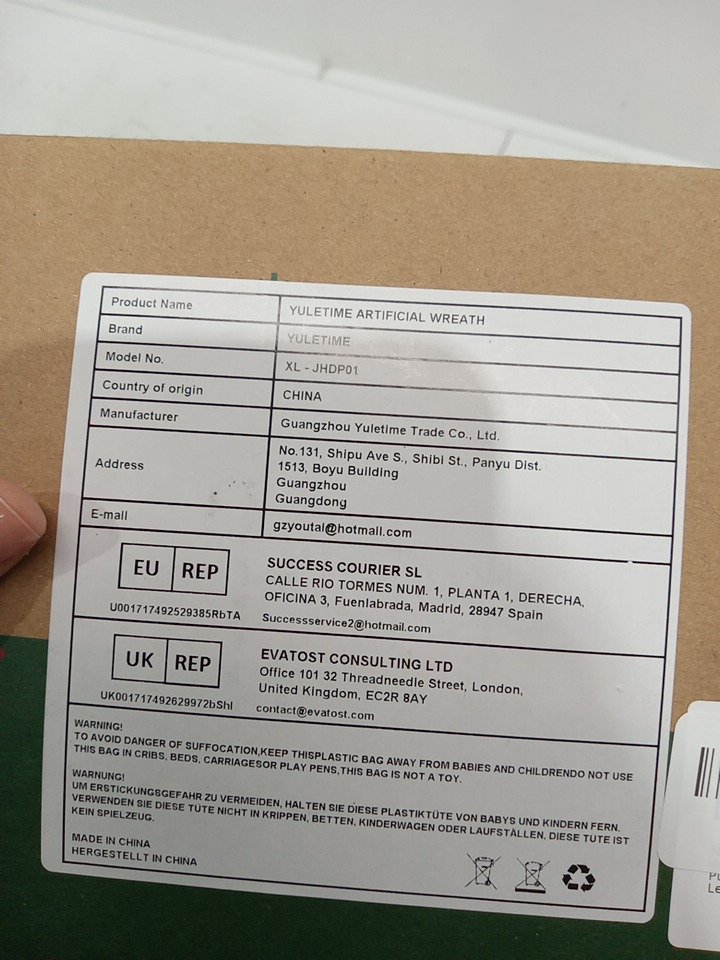 Product Name YULETIME ARTIFICIAL WREATH
Brand YULETIME
Model No. XL - JHDP01
Country of origin CHINA
Manufacturer Guangzhou Yuletime Trade Co., Ltd.
Address No.131, Shipu Ave S., Shibi St., Panyu Dist.
1513, Boyu Building
Guangzhou
Guangdong
E-mail gzyoutai@hotmail.com
EU REP SUCCESS COURIER SL
CALLE RIO TORMES NUM. 1, PLANTA 1, DERECHA,
OFICINA 3, Fuenlabrada, Madrid, 28947 Spain
U001717492529385RbTA Successservice2@hotmail.com
UK REP EVATOST CONSULTING LTD
Office 101 32 Threadneedle Street, London,
United Kingdom, EC2R 8AY
UK001717492629972bShI contact@evatost.com
WARNING!
TO AVOID DANGER OF SUFFOCATION,KEEP THISPLASTIC BAG AWAY FROM BABIES AND CHILDRENDO NOT USE
THIS BAG IN CRIBS, BEDS, CARRIAGESOR PLAY PENS,THIS BAG IS NOT A TOY.
WARNUNG!
UM ERSTICKUNGSGEFAHR ZU VERMEIDEN, HALTEN SIE DIESE PLASTIKTÜTE VON BABYS UND KINDERN FERN.
VERWENDEN SIE DIESE TÜTE NICHT IN KRIPPEN, BETTEN, KINDERWAGEN ODER LAUFSTÄLLEN, DIESE TUTE IST
KEIN SPIELZEUG.
MADE IN CHINA
HERGESTELLT IN CHINA